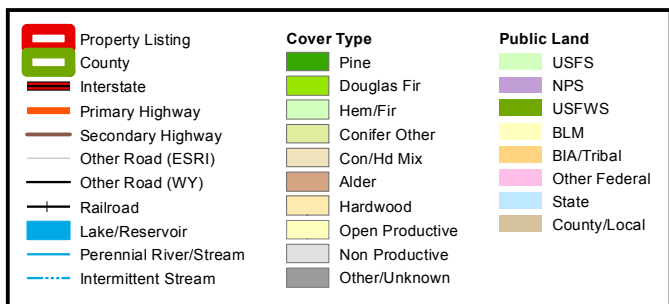 Property Listing
County
Interstate
Primary Highway
Secondary Highway
Other Road (ESRI)
Other Road (WY)
Railroad
Lake/Reservoir
Perennial River/Stream
Intermittent Stream
Cover Type
Pine
Douglas Fir
Hem/Fir
Conifer Other
Con/Hd Mix
Alder
Hardwood
Open Productive
Non Productive
Other/Unknown
Public Land
USFS
NPS
USFWS
BLM
BIA/Tribal
Other Federal
State
County/Local